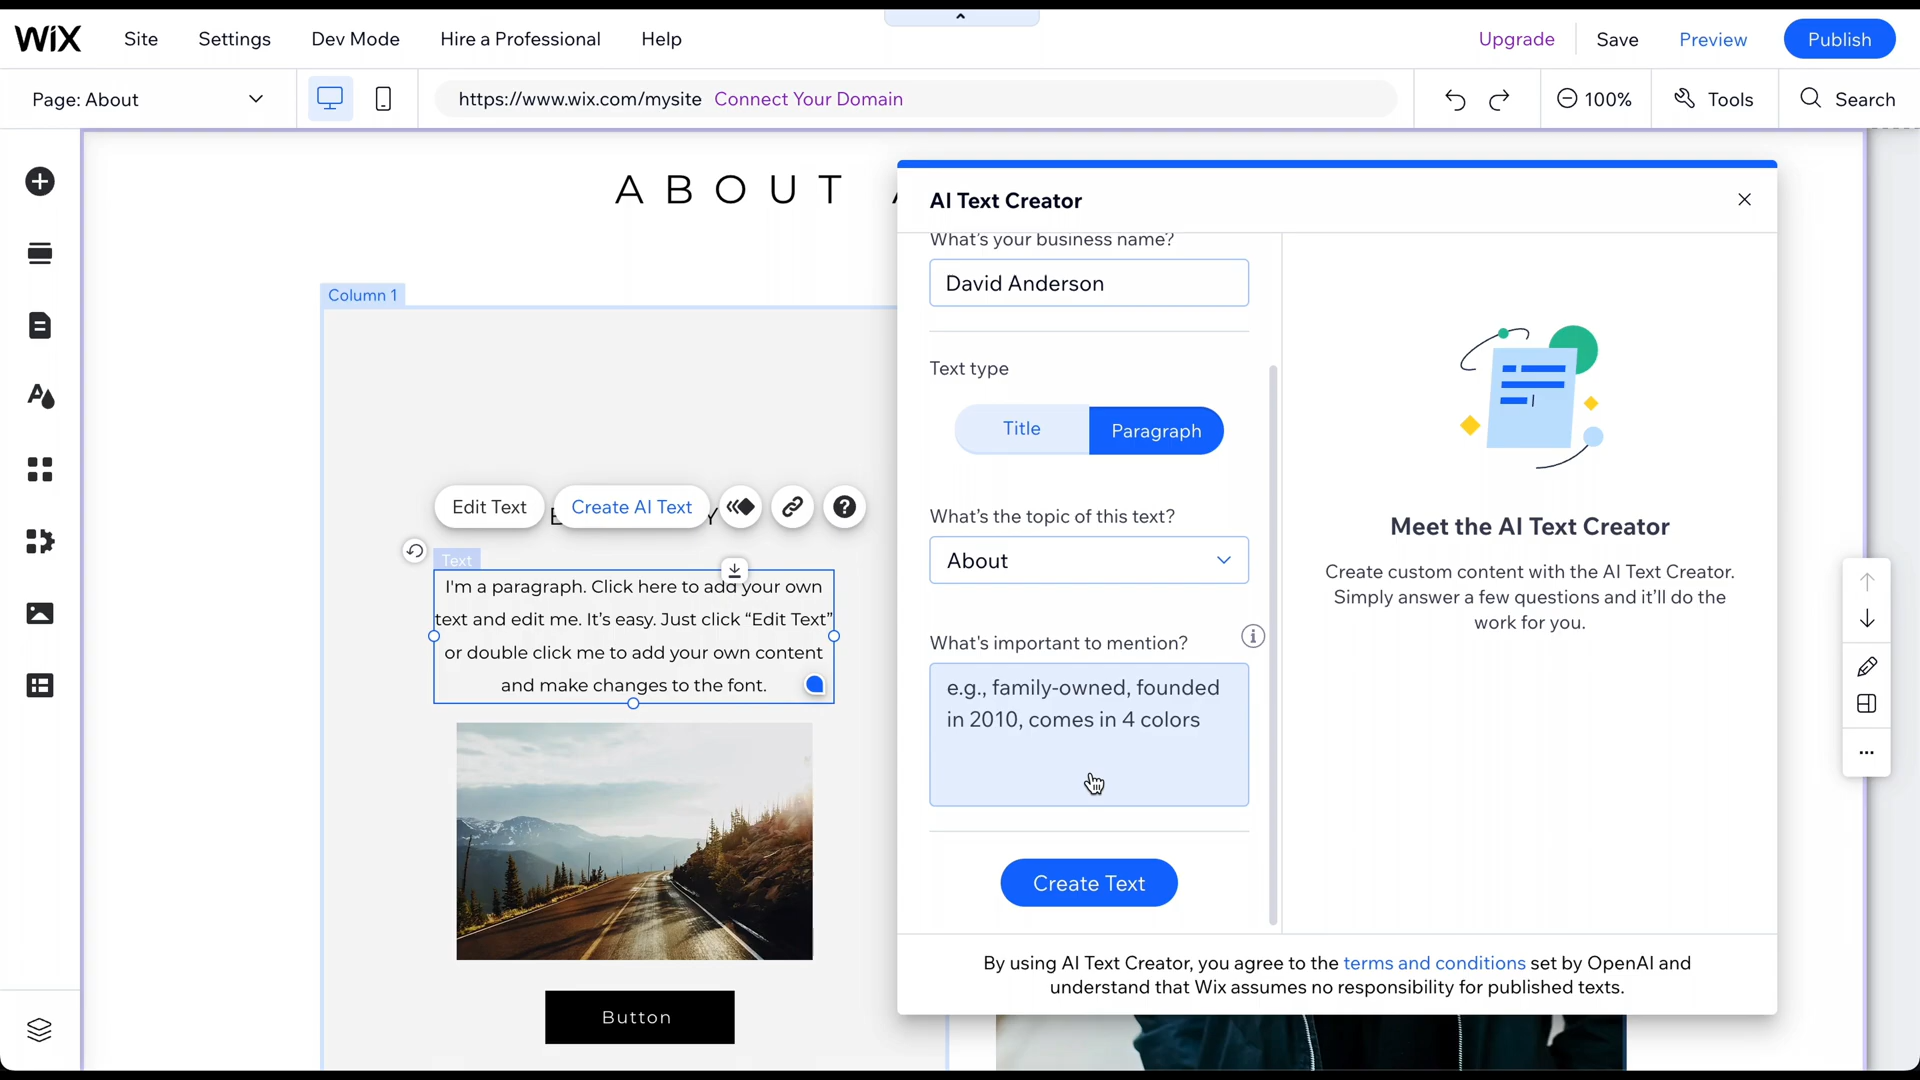 WiX
Site
Settings
Dev Mode
Hire a Professional
Help
Upgrade
Save
Preview
Publish
Page: About
https://www.wix.com/mysite Connect Your Domain
100%
Tools
Search
ABOUT
Column 1
Edit Text
Create AI Text
Text
I'm a paragraph. Click here to add your own
text and edit me. It's easy. Just click “Edit Text”
or double click me to add your own content
and make changes to the font.
Button
AI Text Creator
What's your business name?
David Anderson
Text type
Title
Paragraph
What's the topic of this text?
About
What's important to mention?
e.g., family-owned, founded
in 2010, comes in 4 colors
Create Text
Meet the AI Text Creator
Create custom content with the AI Text Creator.
Simply answer a few questions and it'll do the
work for you.
By using AI Text Creator, you agree to the terms and conditions set by OpenAI and
understand that Wix assumes no responsibility for published texts.